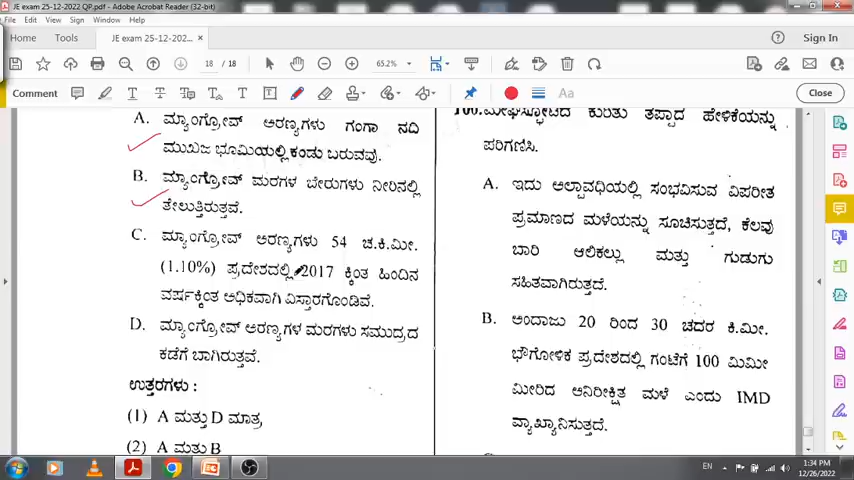 JE exam 25-12-2022 QP.pdf - Adobe Acrobat Reader (32-bit)
File Edit View Sign Window Help
Home Tools JE exam 25-12-202... × Sign In
18 / 18 65.2%
Comment Aa Close
A. ಮ್ಯಾಂಗ್ರೋವ್ ಅರಣ್ಯಗಳು ಗಂಗಾ ನದಿ
ಮುಖಜ ಭೂಮಿಯಲ್ಲಿ ಕಂಡು ಬರುವವು.
B. ಮ್ಯಾಂಗ್ರೋವ್ ಮರಗಳ ಬೇರುಗಳು ನೀರಿನಲ್ಲಿ
ತೇಲುತ್ತಿರುತ್ತವೆ.
C. ಮ್ಯಾಂಗ್ರೋವ್ ಅರಣ್ಯಗಳು 54 ಚ.ಕಿ.ಮೀ.
(1.10%) ಪ್ರದೇಶದಲ್ಲಿ 2017 ಕ್ಕಿಂತ ಹಿಂದಿನ
ವರ್ಷಕ್ಕಿಂತ ಅಧಿಕವಾಗಿ ವಿಸ್ತಾರಗೊಂಡಿವೆ.
D. ಮ್ಯಾಂಗ್ರೋವ್ ಅರಣ್ಯಗಳ ಮರಗಳು ಸಮುದ್ರದ
ಕಡೆಗೆ ಬಾಗಿರುತ್ತವೆ.
ಉತ್ತರಗಳು :
(1) A ಮತ್ತು D ಮಾತ್ರ
(2) A ಮತ್ತು B
100. ಮೇಘಸ್ಫೋಟದ ಕುರಿತು ತಪ್ಪಾದ ಹೇಳಿಕೆಯನ್ನು
ಪರಿಗಣಿಸಿ.
A. ಇದು ಅಲ್ಪಾವಧಿಯಲ್ಲಿ ಸಂಭವಿಸುವ ವಿಪರೀತ
ಪ್ರಮಾಣದ ಮಳೆಯನ್ನು ಸೂಚಿಸುತ್ತದೆ, ಕೆಲವು
ಬಾರಿ ಆಲಿಕಲ್ಲು ಮತ್ತು ಗುಡುಗು
ಸಹಿತವಾಗಿರುತ್ತದೆ.
B. ಅಂದಾಜು 20 ರಿಂದ 30 ಚದರ ಕಿ.ಮೀ.
ಭೌಗೋಳಿಕ ಪ್ರದೇಶದಲ್ಲಿ ಗಂಟೆಗೆ 100 ಮಿಮೀ
ಮೀರಿದ ಅನಿರೀಕ್ಷಿತ ಮಳೆ ಎಂದು IMD
ವ್ಯಾಖ್ಯಾನಿಸುತ್ತದೆ.
EN 1:34 PM
12/26/2022